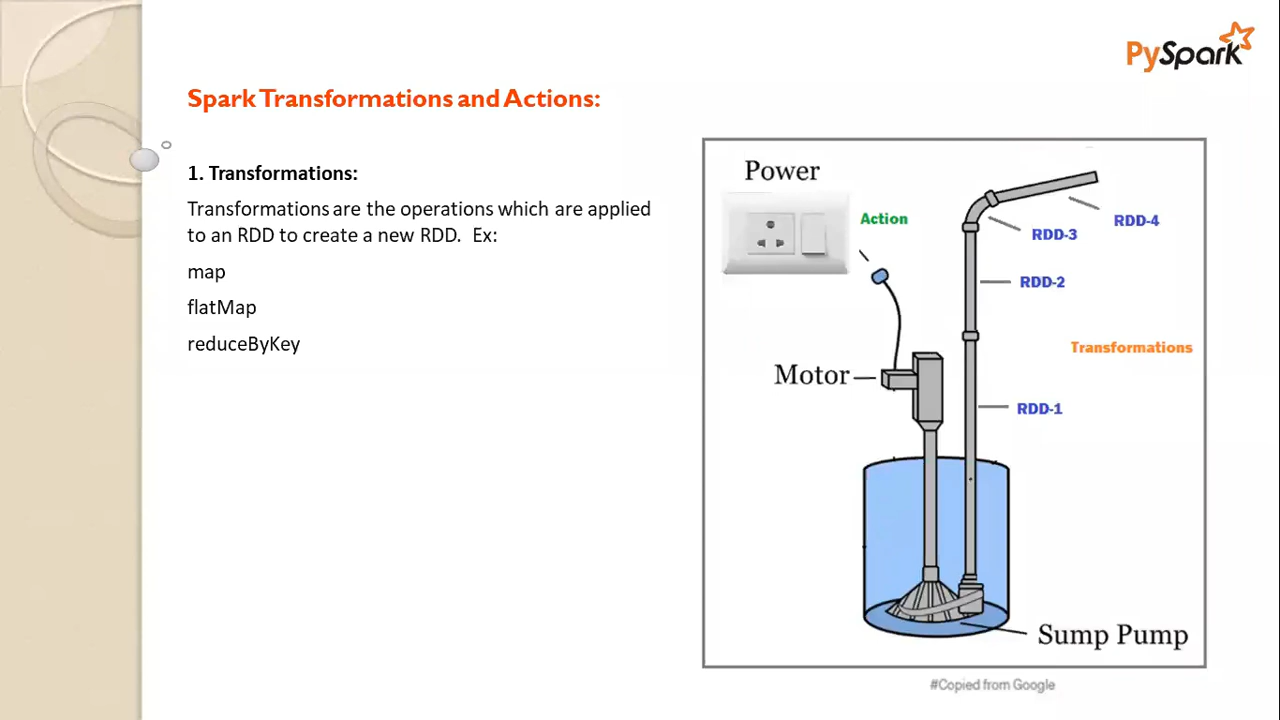 PySpark
Spark Transformations and Actions:
1. Transformations:
Transformations are the operations which are applied
to an RDD to create a new RDD.  Ex:
map
flatMap
reduceByKey
Power
Action
RDD-4
RDD-3
RDD-2
Transformations
Motor
RDD-1
Sump Pump
#Copied from Google